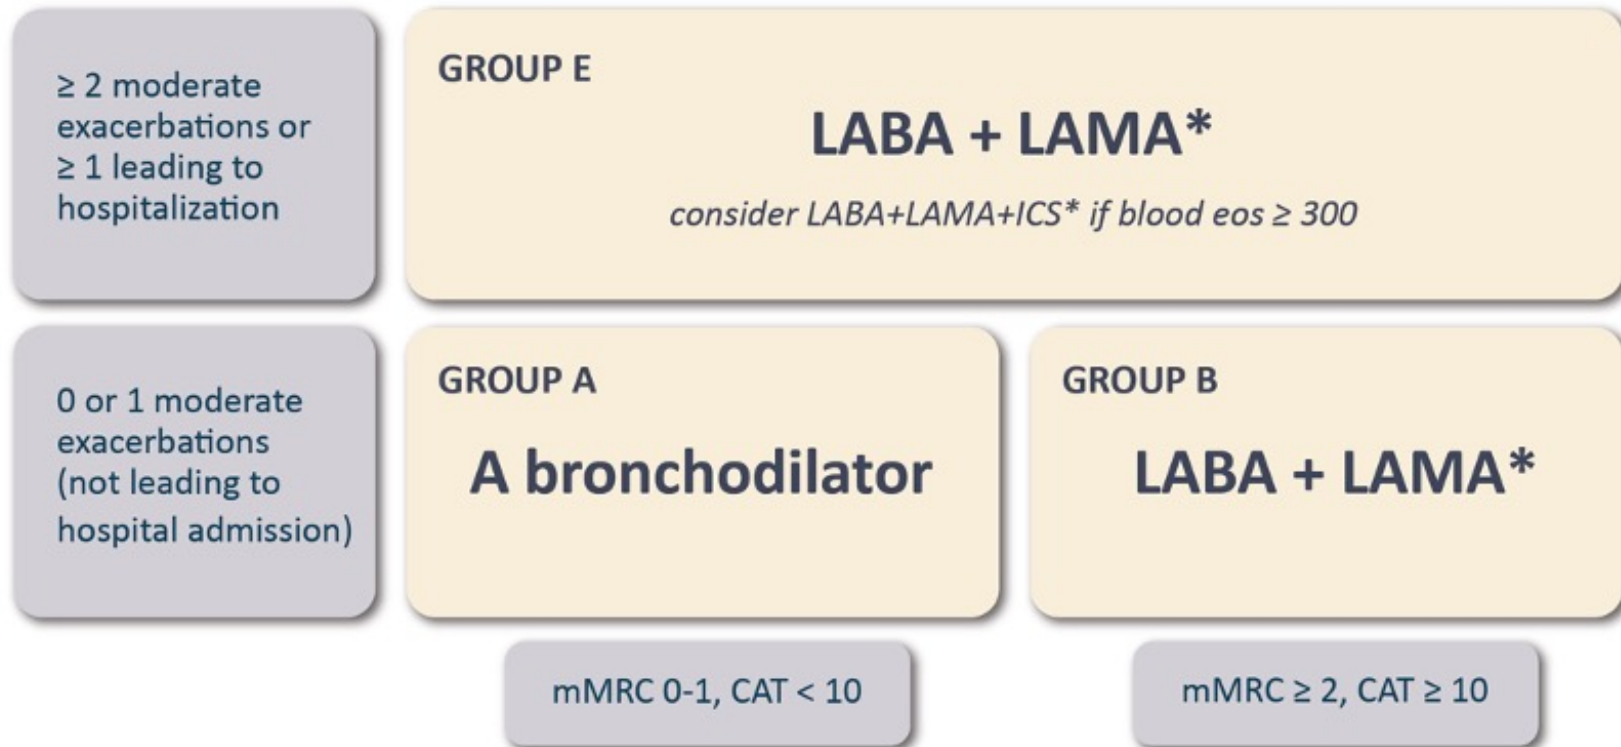 ≥ 2 moderate
exacerbations or
≥ 1 leading to
hospitalization
GROUP E
LABA + LAMA*
consider LABA+LAMA+ICS* if blood eos ≥ 300
0 or 1 moderate
exacerbations
(not leading to
hospital admission)
GROUP A
A bronchodilator
GROUP B
LABA + LAMA*
mMRC 0-1, CAT < 10
mMRC ≥ 2, CAT ≥ 10